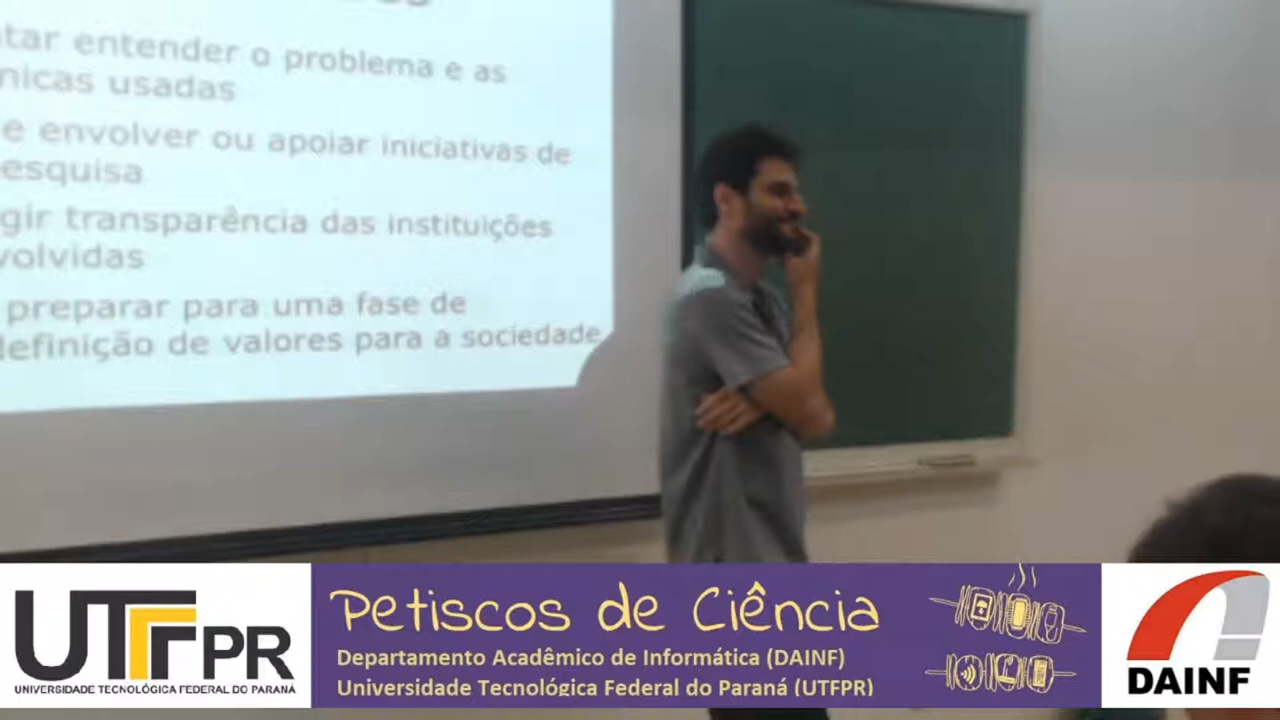 tar entender o problema e as
nicas usadas
e envolver ou apoiar iniciativas de
esquisa
gir transparência das instituições
volvidas
preparar para uma fase de
definição de valores para a sociedade
UTFPR
UNIVERSIDADE TECNOLÓGICA FEDERAL DO PARANÁ
Petiscos de Ciência
Departamento Acadêmico de Informática (DAINF)
Universidade Tecnológica Federal do Paraná (UTFPR)
DAINF